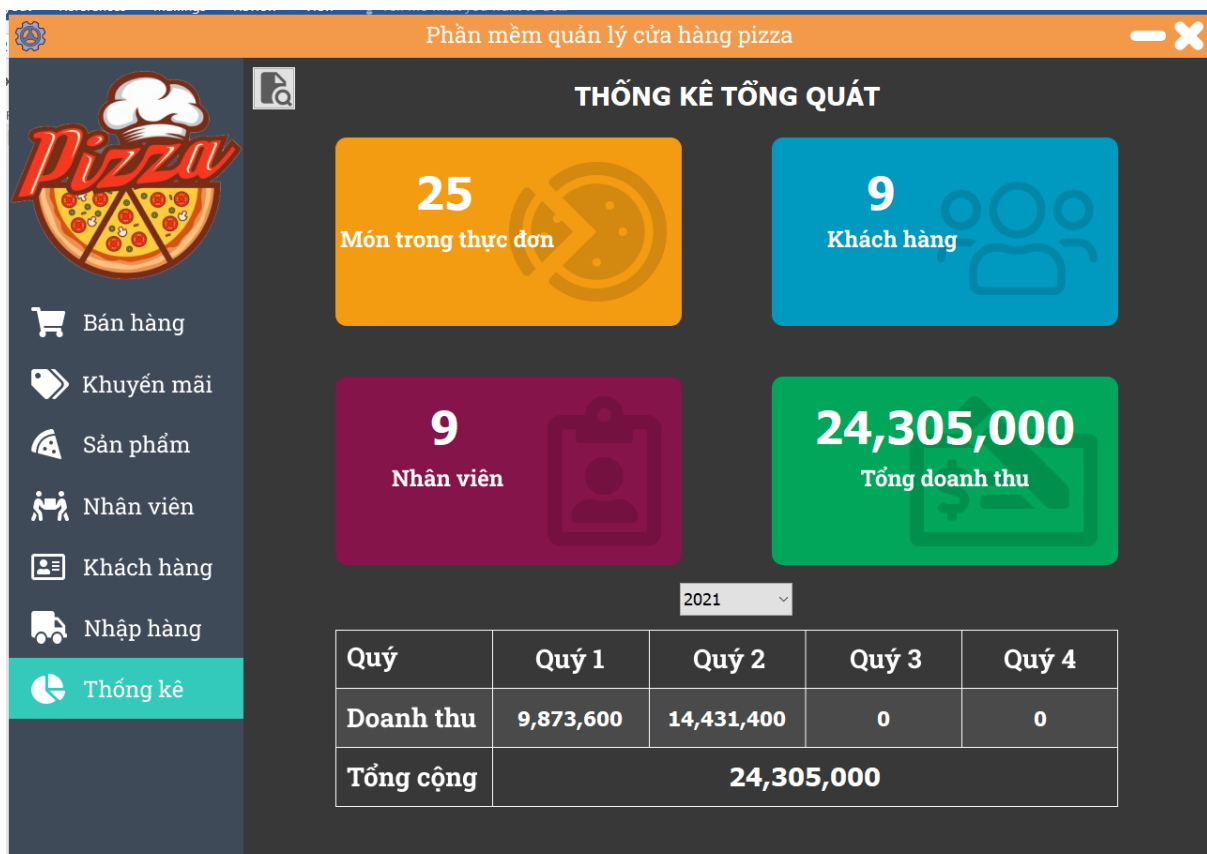 Phần mềm quản lý cửa hàng pizza
Pizza
Bán hàng
Khuyến mãi
Sản phẩm
Nhân viên
Khách hàng
Nhập hàng
Thống kê
THỐNG KÊ TỔNG QUÁT
25
Món trong thực đơn
9
Khách hàng
9
Nhân viên
24,305,000
Tổng doanh thu
2021
Quý Quý 1 Quý 2 Quý 3 Quý 4
Doanh thu 9,873,600 14,431,400 0 0
Tổng cộng 24,305,000